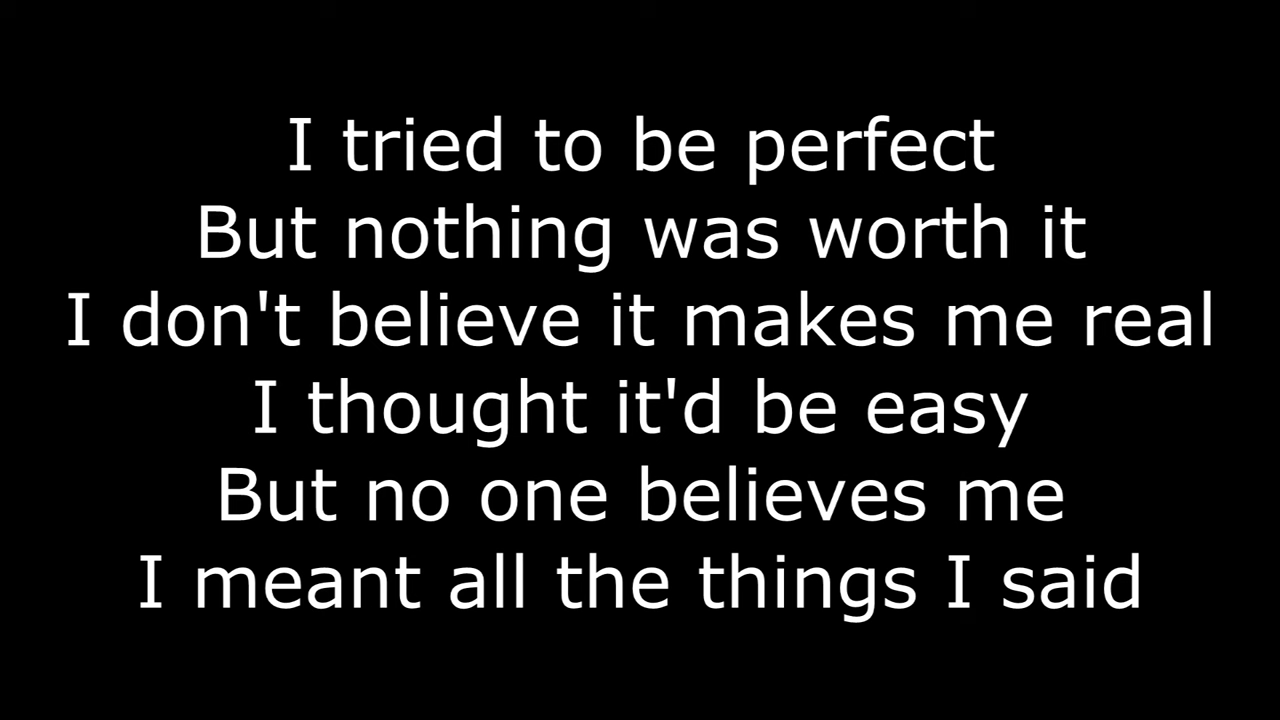 I tried to be perfect
But nothing was worth it
I don't believe it makes me real
I thought it'd be easy
But no one believes me
I meant all the things I said